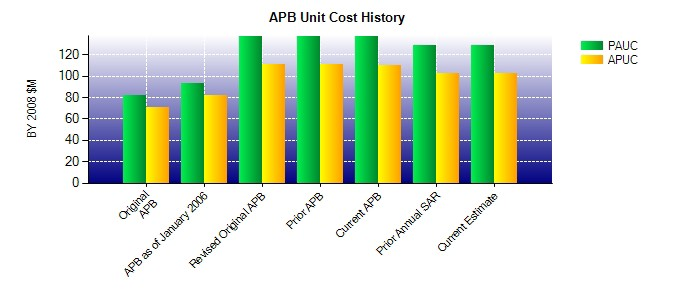 APB Unit Cost History
PAUC
APUC
BY 2008 $M
120
100
80
60
40
20
0
Original
APB
APB as of January 2006
Revised Original APB
Prior APB
Current APB
Prior Annual SAR
Current Estimate